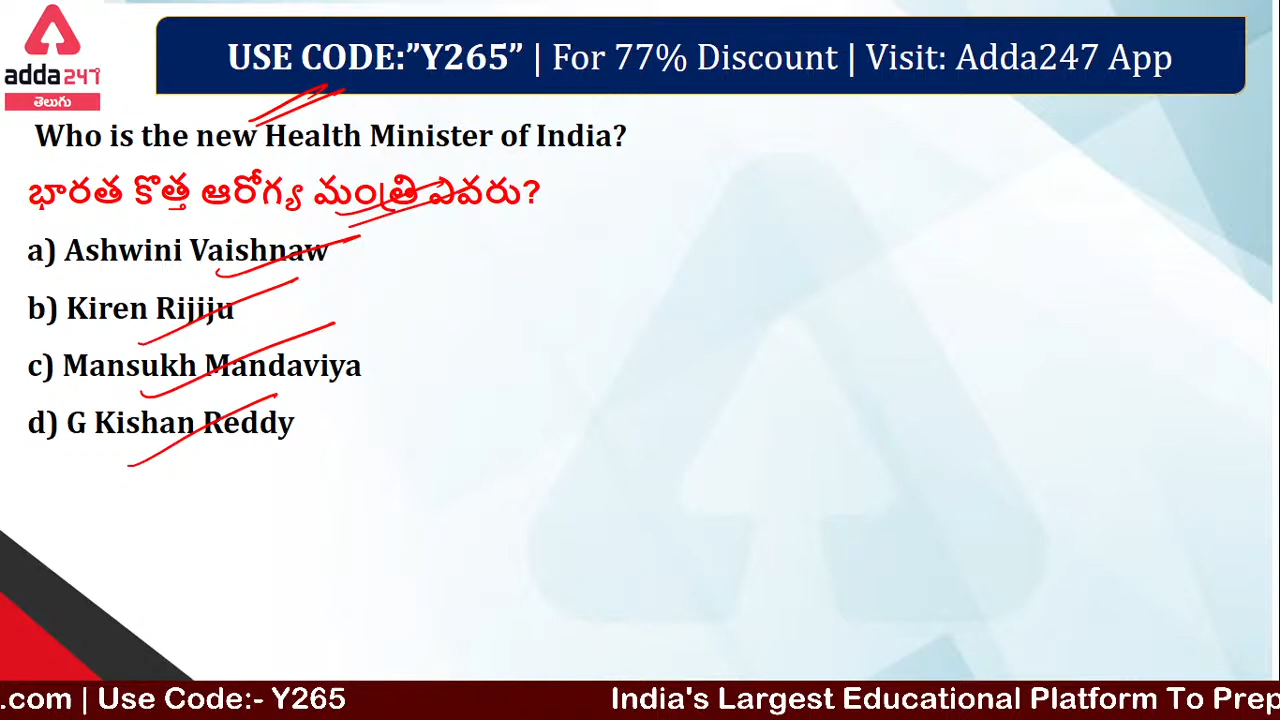 adda247
తెలుగు
USE CODE:”Y265” | For 77% Discount | Visit: Adda247 App
Who is the new Health Minister of India?
భారత కొత్త ఆరోగ్య మంత్రి ఎవరు?
a) Ashwini Vaishnaw
b) Kiren Rijiju
c) Mansukh Mandaviya
d) G Kishan Reddy
.com | Use Code:- Y265 India's Largest Educational Platform To Prep